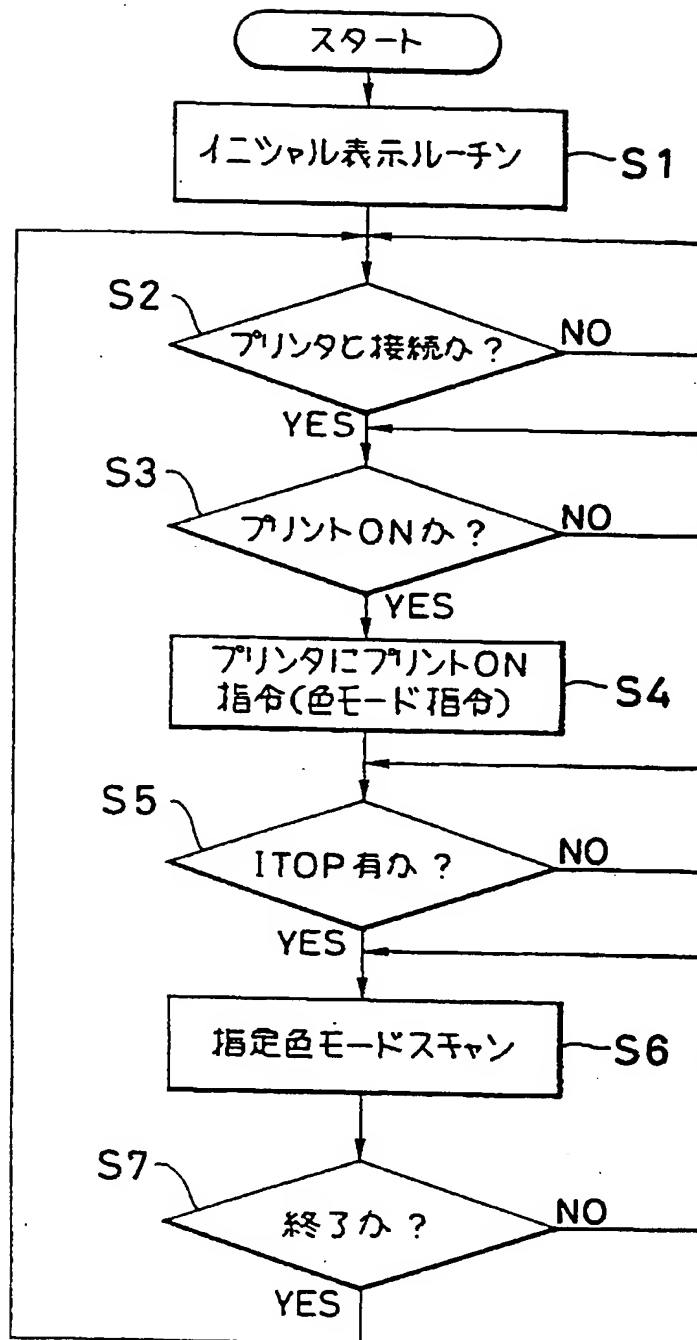 スタート
イニツャル表示ルーチン
S1
S2
プリンタと接続か?
NO
YES
S3
プリントONか?
NO
YES
プリンタにプリントON
指令(色モード指令)
S4
S5
ITOP有か?
NO
YES
指定色モードスキャン
S6
S7
終了か?
NO
YES